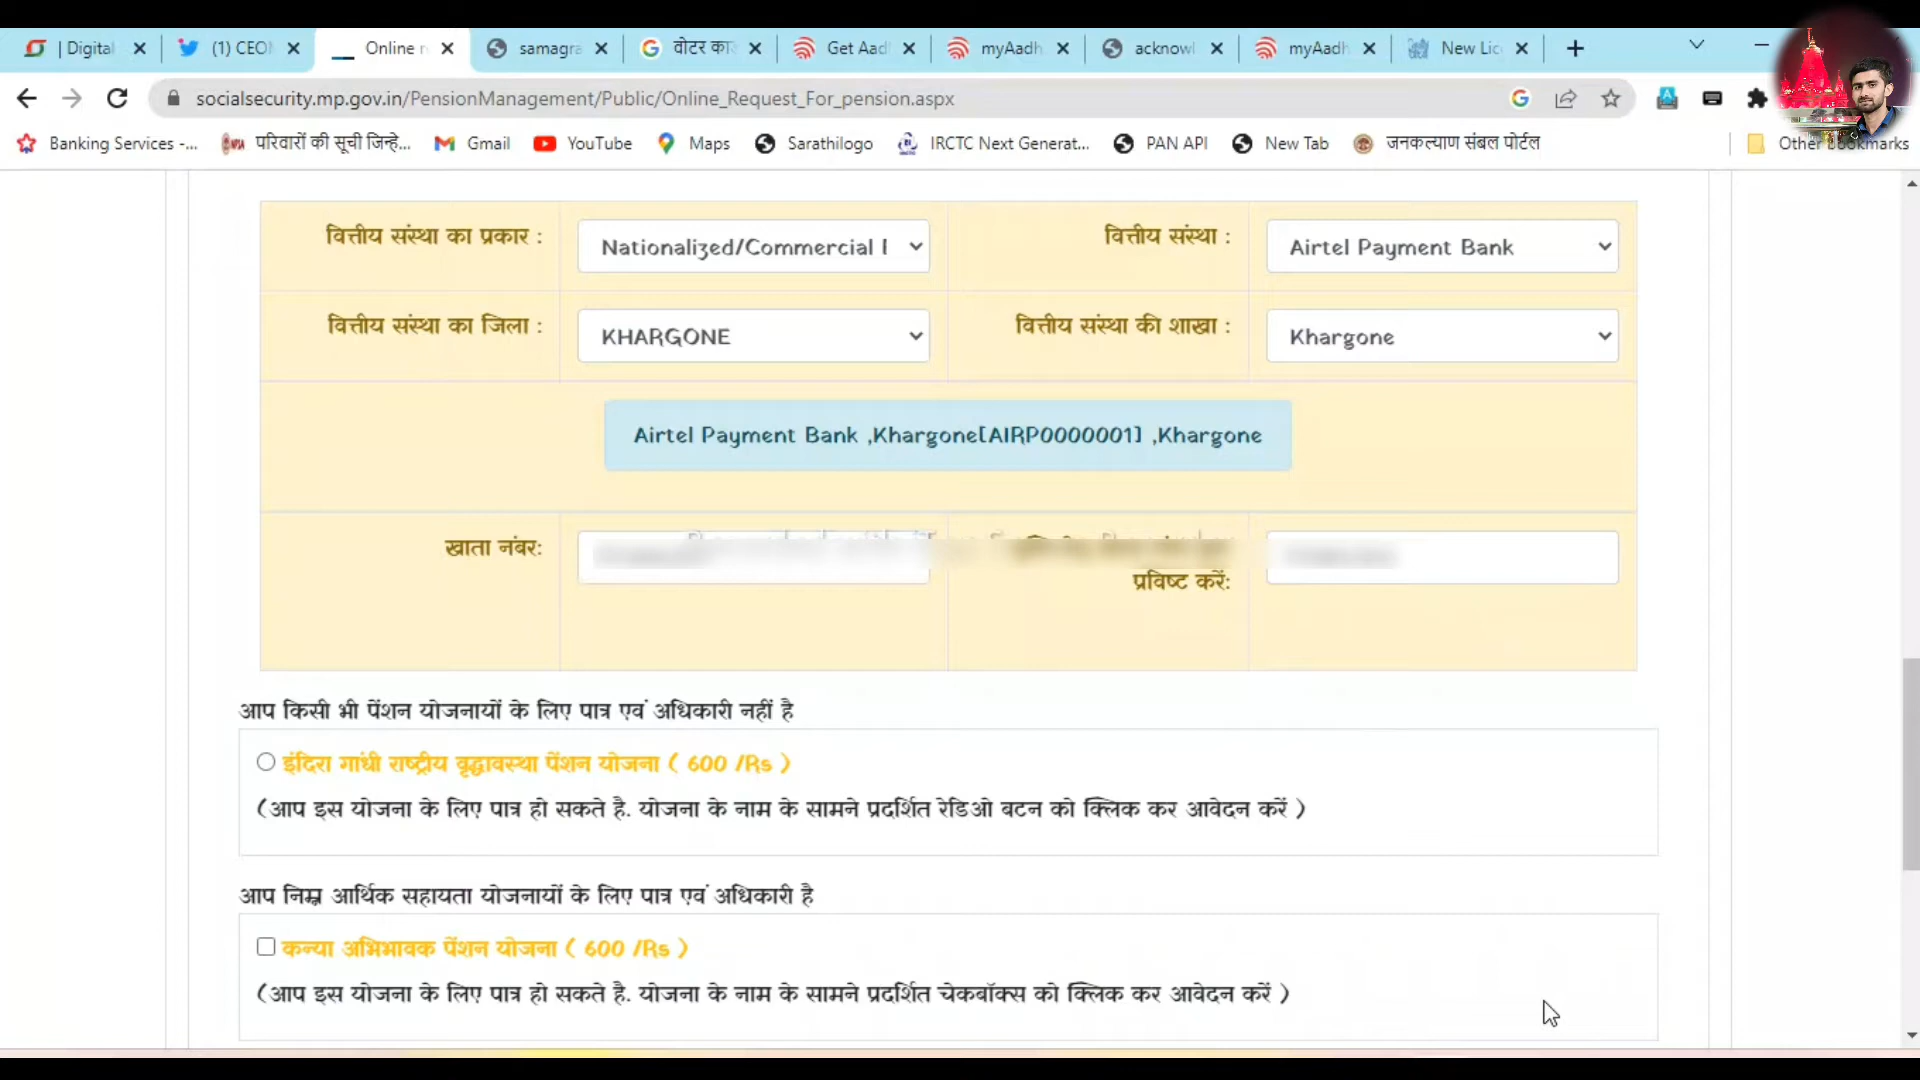 | Digital
(1) CEO
Online r
samagra
वोटर का
Get Aad
myAadh
acknowl
myAadh
New Lic
socialsecurity.mp.gov.in/PensionManagement/Public/Online_Request_For_pension.aspx
Banking Services -...
परिवारों की सूची जिन्हे...
Gmail
YouTube
Maps
Sarathilogo
IRCTC Next Generat...
PAN API
New Tab
जनकल्याण संबल पोर्टल
Other bookmarks
वित्तीय संस्था का प्रकार :
Nationalized/Commercial
वित्तीय संस्था :
Airtel Payment Bank
वित्तीय संस्था का जिला :
KHARGONE
वित्तीय संस्था की शाखा :
Khargone
Airtel Payment Bank ,Khargone[AIRP0000001] ,Khargone
खाता नंबर:
प्रविष्ट करें:
आप किसी भी पेंशन योजनायों के लिए पात्र एवं अधिकारी नहीं है
इंदिरा गांधी राष्ट्रीय वृद्धावस्था पेंशन योजना ( 600 /Rs )
(आप इस योजना के लिए पात्र हो सकते है. योजना के नाम के सामने प्रदर्शित रेडिओ बटन को क्लिक कर आवेदन करें )
आप निम्न आर्थिक सहायता योजनायों के लिए पात्र एवं अधिकारी है
कन्या अभिभावक पेंशन योजना ( 600 /Rs )
(आप इस योजना के लिए पात्र हो सकते है. योजना के नाम के सामने प्रदर्शित चेकबॉक्स को क्लिक कर आवेदन करें )